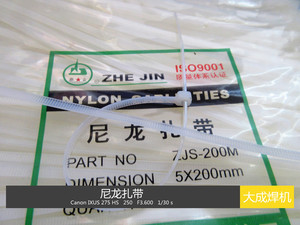 ZHE JIN
ISO9001
质量体系认证
NYLON
TIES
尼龙扎带
PART NO
ZJS-200M
DIMENSION
5X200mm
尼龙扎带
Canon IXUS 275 HS 250 F3.600 1/30 s
大成焊机